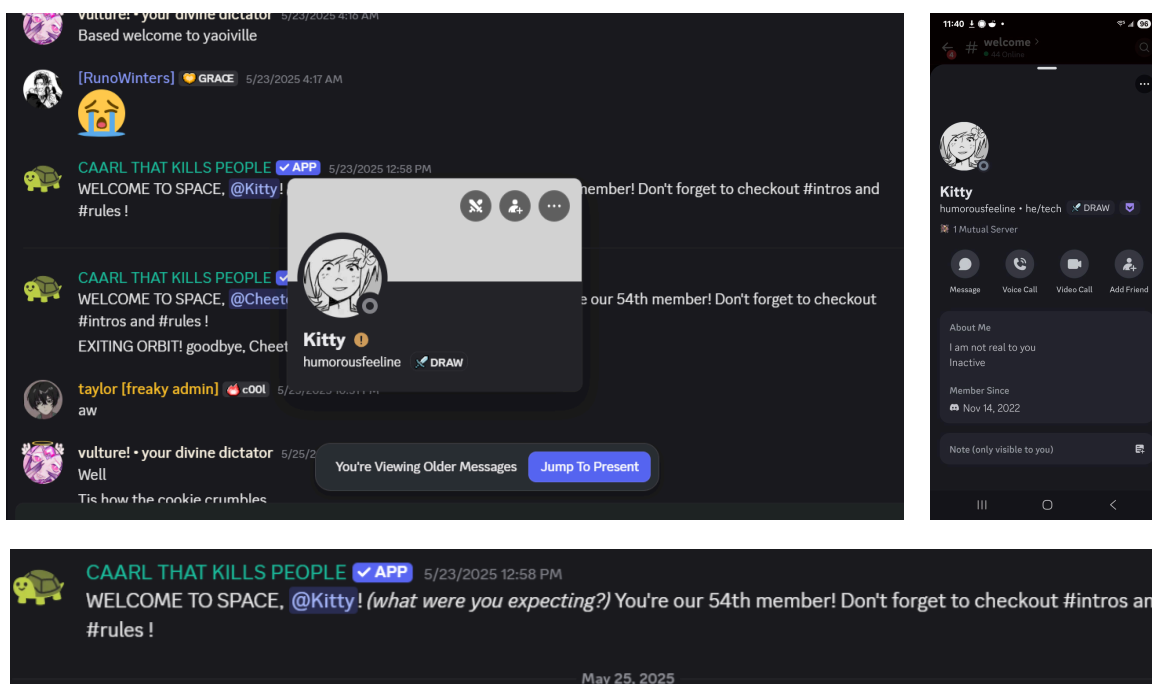 vulture! • your divine dictator 5/23/2025 4:16 AM
Based welcome to yaoiville
[RunoWinters] GRACE 5/23/2025 4:17 AM
CAARL THAT KILLS PEOPLE APP 5/23/2025 12:58 PM
WELCOME TO SPACE, @Kitty! member! Don't forget to checkout #intros and
#rules !
CAARL THAT KILLS PEOPLE
WELCOME TO SPACE, @Cheet e our 54th member! Don't forget to checkout
#intros and #rules !
EXITING ORBIT! goodbye, Cheet
Kitty
humorousfeeline DRAW
taylor [freaky admin] c00l
aw
vulture! • your divine dictator 5/25/2
Well
Tis how the cookie crumbles
You're Viewing Older Messages Jump To Present
11:40 96
# welcome >
44 Online
4
Kitty
humorousfeeline • he/tech DRAW
1 Mutual Server
Message Voice Call Video Call Add Friend
About Me
I am not real to you
Inactive
Member Since
Nov 14, 2022
Note (only visible to you)
CAARL THAT KILLS PEOPLE APP 5/23/2025 12:58 PM
WELCOME TO SPACE, @Kitty! (what were you expecting?) You're our 54th member! Don't forget to checkout #intros an
#rules !
May 25, 2025